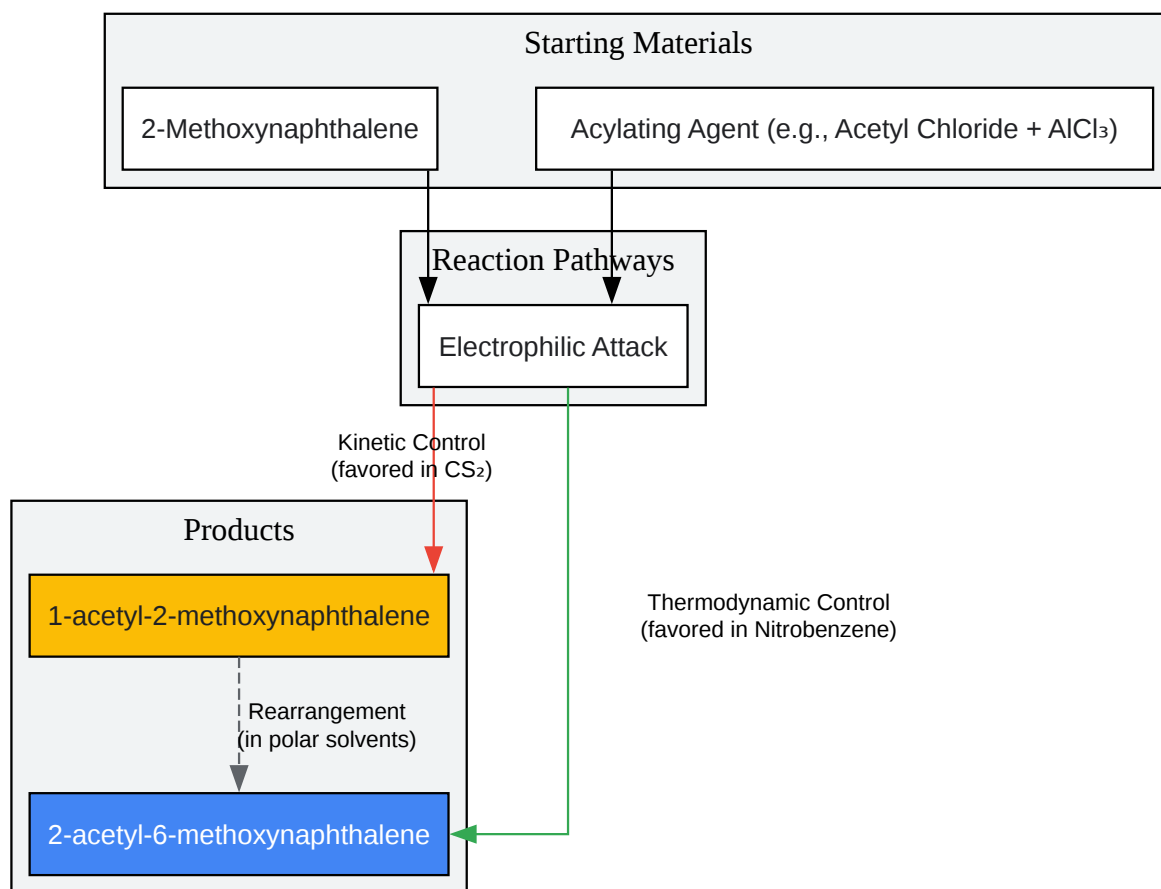 Starting Materials
2-Methoxynaphthalene
Acylating Agent (e.g., Acetyl Chloride + AlCl₃)
Reaction Pathways
Electrophilic Attack
Kinetic Control
(favored in CS₂)
Products
1-acetyl-2-methoxynaphthalene
Thermodynamic Control
(favored in Nitrobenzene)
Rearrangement
(in polar solvents)
2-acetyl-6-methoxynaphthalene